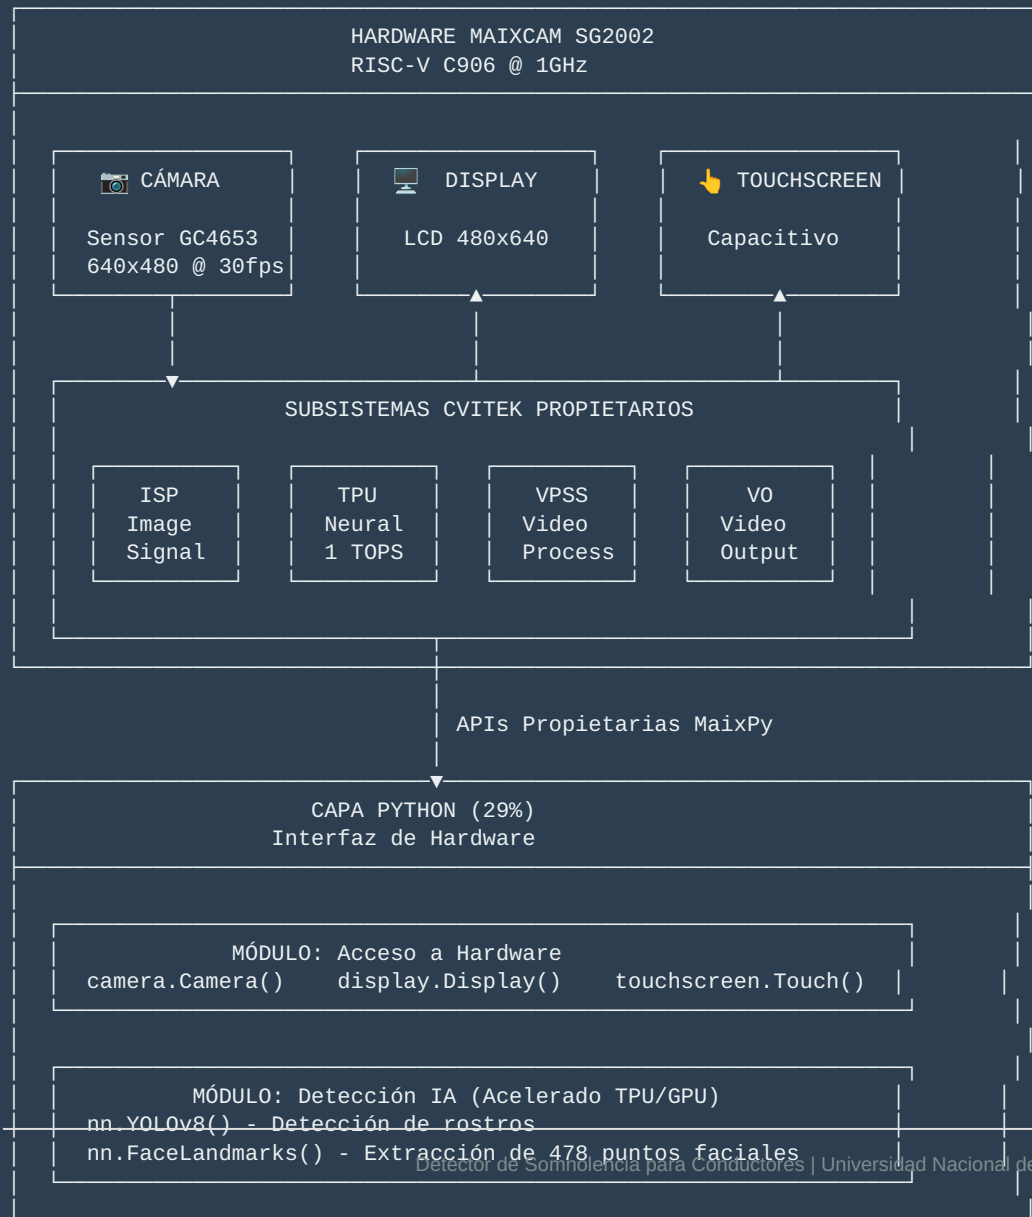 HARDWARE MAIXCAM SG2002
RISC-V C906 @ 1GHz
📷 CÁMARA 🖥️ DISPLAY 👆 TOUCHSCREEN
Sensor GC4653 LCD 480x640 Capacitivo
640x480 @ 30fps
SUBSISTEMAS CVITEK PROPIETARIOS
ISP TPU VPSS VO
Image Neural Video Video
Signal 1 TOPS Process Output
APIs Propietarias MaixPy
CAPA PYTHON (29%)
Interfaz de Hardware
MÓDULO: Acceso a Hardware
camera.Camera() display.Display() touchscreen.Touch()
MÓDULO: Detección IA (Acelerado TPU/GPU)
nn.YOLOv8() - Detección de rostros
nn.FaceLandmarks() - Extracción de 478 puntos faciales
Detector de Somnolencia para Conductores | Universidad Nacional de